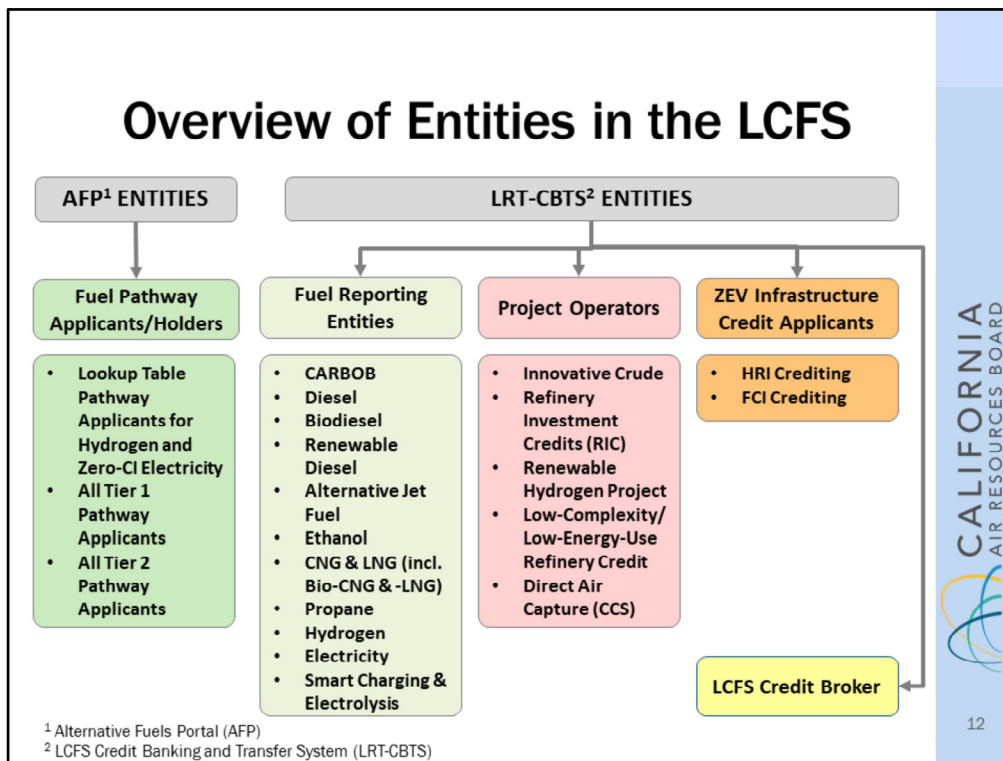 Overview of Entities in the LCFS
AFP¹ ENTITIES
LRT-CBTS² ENTITIES
Fuel Pathway
Applicants/Holders
• Lookup Table
Pathway
Applicants for
Hydrogen and
Zero-CI Electricity
• All Tier 1
Pathway
Applicants
• All Tier 2
Pathway
Applicants
Fuel Reporting
Entities
• CARBOB
• Diesel
• Biodiesel
• Renewable
Diesel
• Alternative Jet
Fuel
• Ethanol
• CNG & LNG (incl.
Bio-CNG & -LNG)
• Propane
• Hydrogen
• Electricity
• Smart Charging &
Electrolysis
Project Operators
• Innovative Crude
• Refinery
Investment
Credits (RIC)
• Renewable
Hydrogen Project
• Low-Complexity/
Low-Energy-Use
Refinery Credit
• Direct Air
Capture (CCS)
ZEV Infrastructure
Credit Applicants
• HRI Crediting
• FCI Crediting
LCFS Credit Broker
¹ Alternative Fuels Portal (AFP)
² LCFS Credit Banking and Transfer System (LRT-CBTS)
CALIFORNIA
AIR RESOURCES BOARD
12